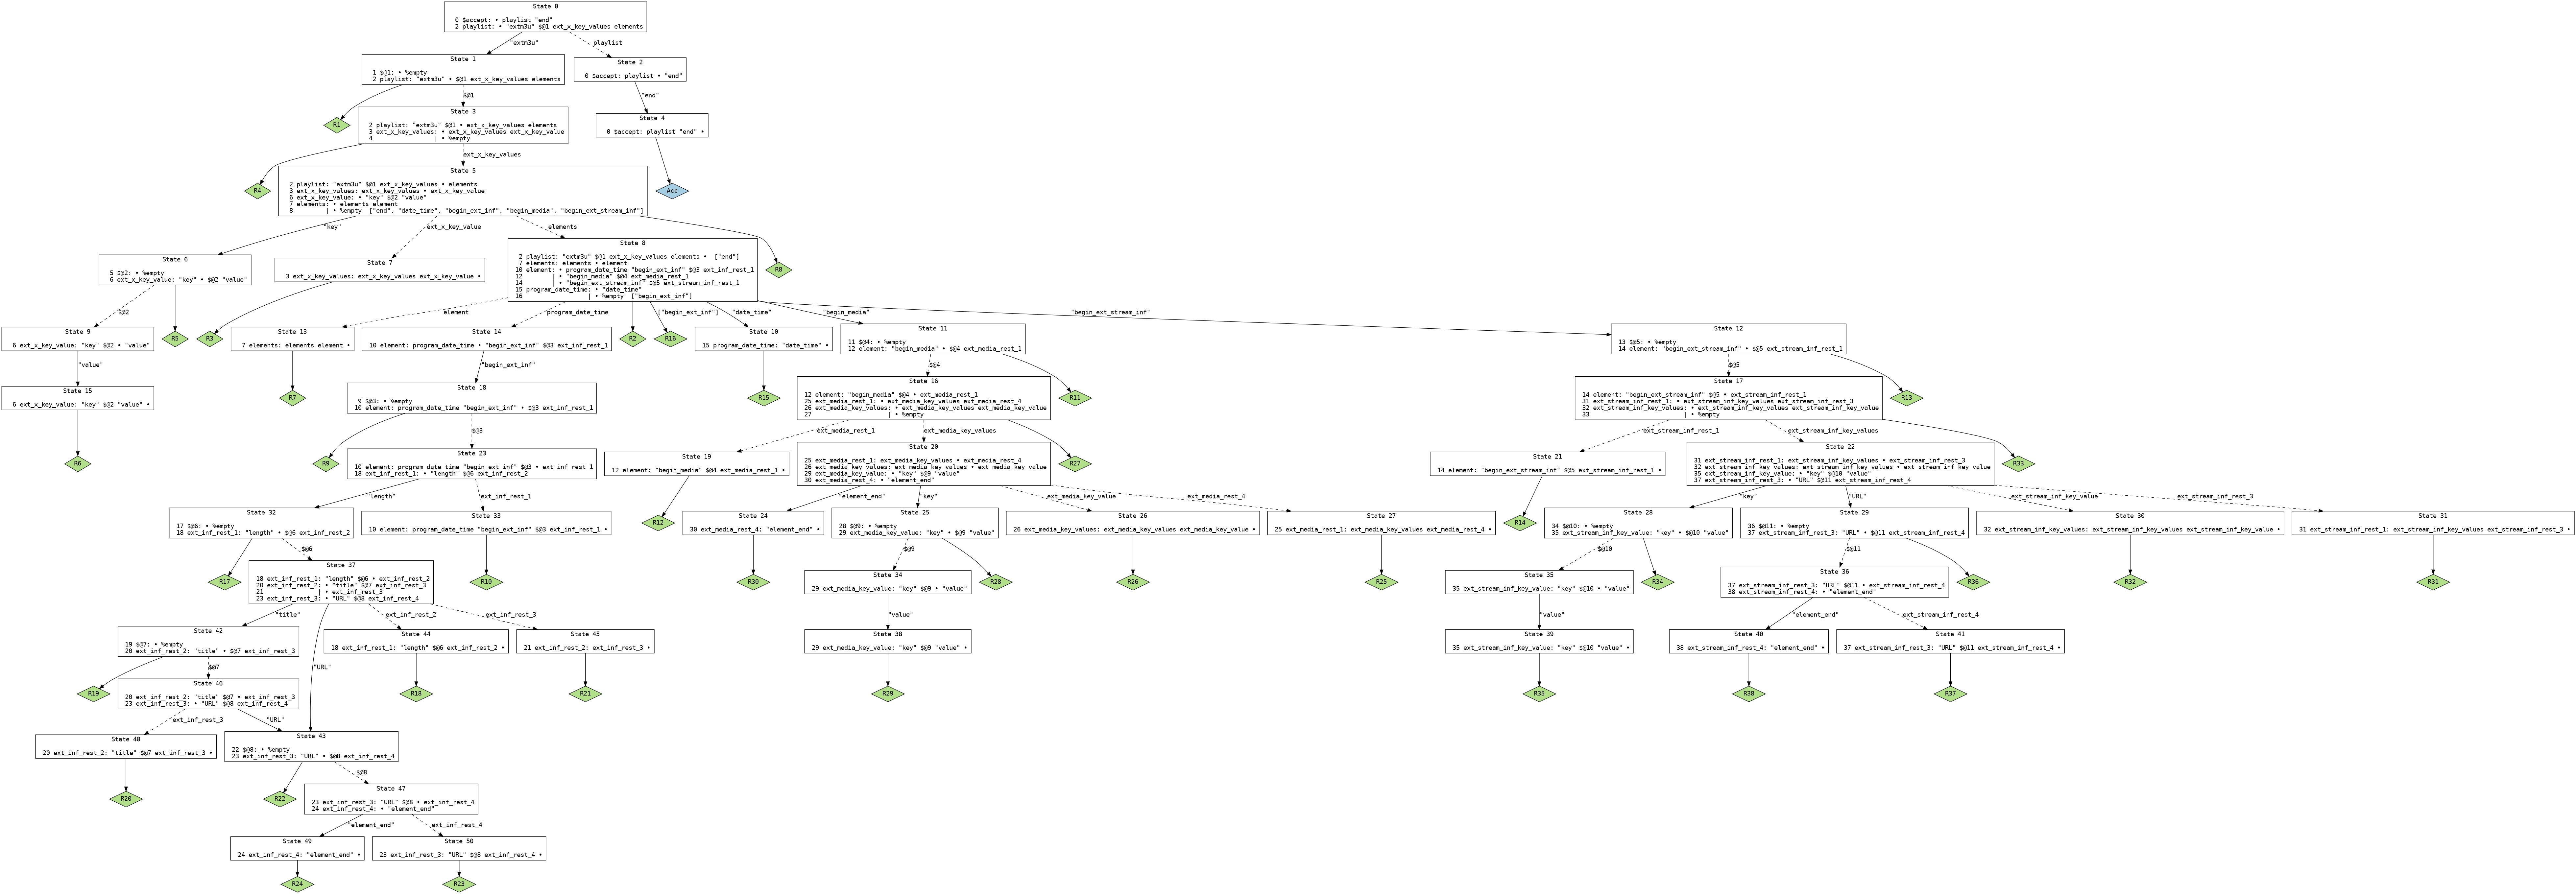 State 0
0 $accept: • playlist "end"
2 playlist: • "extm3u" $@1 ext_x_key_values elements
"extm3u"
playlist
State 1
1 $@1: • %empty
2 playlist: "extm3u" • $@1 ext_x_key_values elements
State 2
0 $accept: playlist • "end"
$@1
"end"
R1
State 3
2 playlist: "extm3u" $@1 • ext_x_key_values elements
3 ext_x_key_values: • ext_x_key_values ext_x_key_value
4 | • %empty
State 4
0 $accept: playlist "end" •
ext_x_key_values
R4
State 5
2 playlist: "extm3u" $@1 ext_x_key_values • elements
3 ext_x_key_values: ext_x_key_values • ext_x_key_value
6 ext_x_key_value: • "key" $@2 "value"
7 elements: • elements element
8 | • %empty ["end", "date_time", "begin_ext_inf", "begin_media", "begin_ext_stream_inf"]
Acc
"key"
ext_x_key_value
elements
State 6
5 $@2: • %empty
6 ext_x_key_value: "key" • $@2 "value"
State 7
3 ext_x_key_values: ext_x_key_values ext_x_key_value •
State 8
2 playlist: "extm3u" $@1 ext_x_key_values elements • ["end"]
7 elements: elements • element
10 element: • program_date_time "begin_ext_inf" $@3 ext_inf_rest_1
12 | • "begin_media" $@4 ext_media_rest_1
14 | • "begin_ext_stream_inf" $@5 ext_stream_inf_rest_1
15 program_date_time: • "date_time"
16 | • %empty ["begin_ext_inf"]
R8
$@2
element
program_date_time
["begin_ext_inf"]
"date_time"
"begin_media"
"begin_ext_stream_inf"
State 9
6 ext_x_key_value: "key" $@2 • "value"
R5
R3
State 13
7 elements: elements element •
State 14
10 element: program_date_time • "begin_ext_inf" $@3 ext_inf_rest_1
R2
R16
State 10
15 program_date_time: "date_time" •
State 11
11 $@4: • %empty
12 element: "begin_media" • $@4 ext_media_rest_1
State 12
13 $@5: • %empty
14 element: "begin_ext_stream_inf" • $@5 ext_stream_inf_rest_1
"value"
"begin_ext_inf"
$@4
$@5
State 15
6 ext_x_key_value: "key" $@2 "value" •
R7
State 18
9 $@3: • %empty
10 element: program_date_time "begin_ext_inf" • $@3 ext_inf_rest_1
R15
State 16
12 element: "begin_media" $@4 • ext_media_rest_1
25 ext_media_rest_1: • ext_media_key_values ext_media_rest_4
26 ext_media_key_values: • ext_media_key_values ext_media_key_value
27 | • %empty
R11
State 17
14 element: "begin_ext_stream_inf" $@5 • ext_stream_inf_rest_1
31 ext_stream_inf_rest_1: • ext_stream_inf_key_values ext_stream_inf_rest_3
32 ext_stream_inf_key_values: • ext_stream_inf_key_values ext_stream_inf_key_value
33 | • %empty
R13
$@3
ext_media_rest_1
ext_media_key_values
ext_stream_inf_rest_1
ext_stream_inf_key_values
R6
R9
State 23
10 element: program_date_time "begin_ext_inf" $@3 • ext_inf_rest_1
18 ext_inf_rest_1: • "length" $@6 ext_inf_rest_2
State 19
12 element: "begin_media" $@4 ext_media_rest_1 •
State 20
25 ext_media_rest_1: ext_media_key_values • ext_media_rest_4
26 ext_media_key_values: ext_media_key_values • ext_media_key_value
29 ext_media_key_value: • "key" $@9 "value"
30 ext_media_rest_4: • "element_end"
R27
State 21
14 element: "begin_ext_stream_inf" $@5 ext_stream_inf_rest_1 •
State 22
31 ext_stream_inf_rest_1: ext_stream_inf_key_values • ext_stream_inf_rest_3
32 ext_stream_inf_key_values: ext_stream_inf_key_values • ext_stream_inf_key_value
35 ext_stream_inf_key_value: • "key" $@10 "value"
37 ext_stream_inf_rest_3: • "URL" $@11 ext_stream_inf_rest_4
R33
"length"
ext_inf_rest_1
"element_end"
"key"
ext_media_key_value
ext_media_rest_4
"key"
"URL"
ext_stream_inf_key_value
ext_stream_inf_rest_3
State 32
17 $@6: • %empty
18 ext_inf_rest_1: "length" • $@6 ext_inf_rest_2
State 33
10 element: program_date_time "begin_ext_inf" $@3 ext_inf_rest_1 •
R12
State 24
30 ext_media_rest_4: "element_end" •
State 25
28 $@9: • %empty
29 ext_media_key_value: "key" • $@9 "value"
State 26
26 ext_media_key_values: ext_media_key_values ext_media_key_value •
State 27
25 ext_media_rest_1: ext_media_key_values ext_media_rest_4 •
R14
State 28
34 $@10: • %empty
35 ext_stream_inf_key_value: "key" • $@10 "value"
State 29
36 $@11: • %empty
37 ext_stream_inf_rest_3: "URL" • $@11 ext_stream_inf_rest_4
State 30
32 ext_stream_inf_key_values: ext_stream_inf_key_values ext_stream_inf_key_value •
State 31
31 ext_stream_inf_rest_1: ext_stream_inf_key_values ext_stream_inf_rest_3 •
$@6
$@9
$@10
$@11
R17
State 37
18 ext_inf_rest_1: "length" $@6 • ext_inf_rest_2
20 ext_inf_rest_2: • "title" $@7 ext_inf_rest_3
21 | • ext_inf_rest_3
23 ext_inf_rest_3: • "URL" $@8 ext_inf_rest_4
R10
R30
State 34
29 ext_media_key_value: "key" $@9 • "value"
R28
R26
R25
State 35
35 ext_stream_inf_key_value: "key" $@10 • "value"
R34
State 36
37 ext_stream_inf_rest_3: "URL" $@11 • ext_stream_inf_rest_4
38 ext_stream_inf_rest_4: • "element_end"
R36
R32
R31
"title"
ext_inf_rest_2
ext_inf_rest_3
"value"
"value"
"element_end"
ext_stream_inf_rest_4
State 42
19 $@7: • %empty
20 ext_inf_rest_2: "title" • $@7 ext_inf_rest_3
State 44
18 ext_inf_rest_1: "length" $@6 ext_inf_rest_2 •
State 45
21 ext_inf_rest_2: ext_inf_rest_3 •
State 38
29 ext_media_key_value: "key" $@9 "value" •
State 39
35 ext_stream_inf_key_value: "key" $@10 "value" •
State 40
38 ext_stream_inf_rest_4: "element_end" •
State 41
37 ext_stream_inf_rest_3: "URL" $@11 ext_stream_inf_rest_4 •
$@7
"URL"
R19
State 46
20 ext_inf_rest_2: "title" $@7 • ext_inf_rest_3
23 ext_inf_rest_3: • "URL" $@8 ext_inf_rest_4
R18
R21
R29
R35
R38
R37
ext_inf_rest_3
"URL"
State 48
20 ext_inf_rest_2: "title" $@7 ext_inf_rest_3 •
State 43
22 $@8: • %empty
23 ext_inf_rest_3: "URL" • $@8 ext_inf_rest_4
$@8
R20
R22
State 47
23 ext_inf_rest_3: "URL" $@8 • ext_inf_rest_4
24 ext_inf_rest_4: • "element_end"
"element_end"
ext_inf_rest_4
State 49
24 ext_inf_rest_4: "element_end" •
State 50
23 ext_inf_rest_3: "URL" $@8 ext_inf_rest_4 •
R24
R23